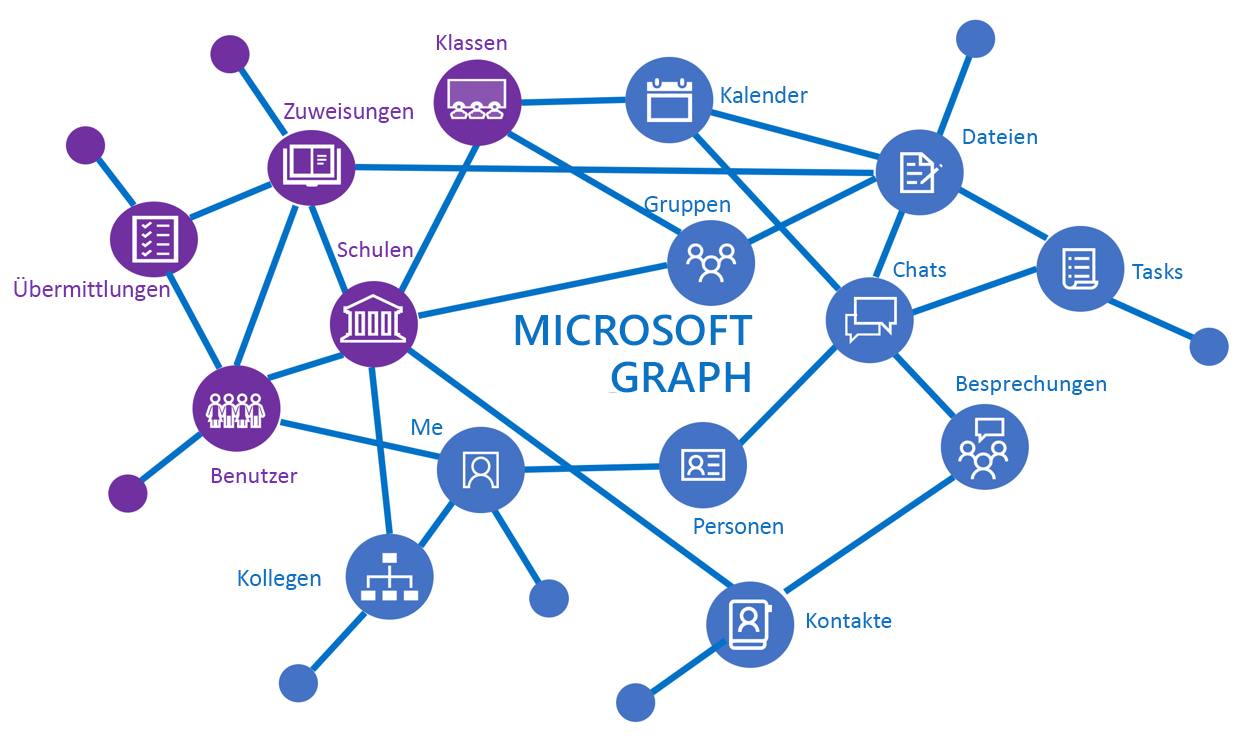 Klassen
Kalender
Zuweisungen
Dateien
Gruppen
Schulen
Chats
Tasks
Übermittlungen
MICROSOFT
GRAPH
Besprechungen
Me
Benutzer
Personen
Kollegen
Kontakte